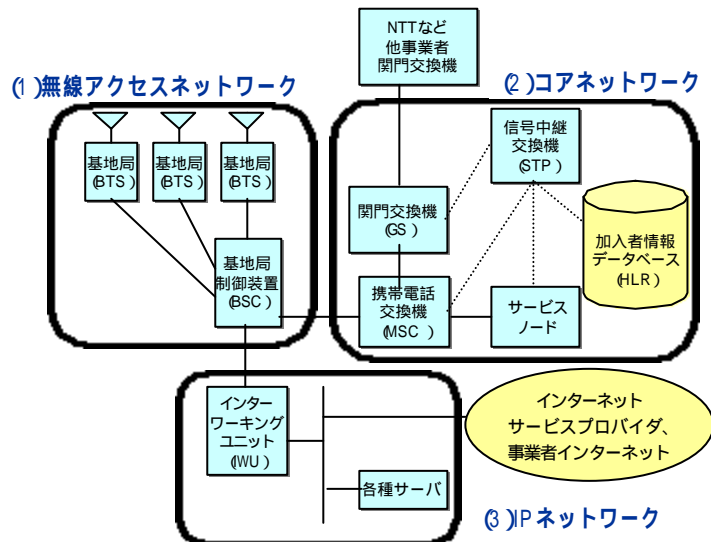 NTTなど
他事業者
関門交換機
(1)無線アクセスネットワーク
(2)コアネットワーク
基地局
(BTS)
基地局
(BTS)
基地局
(BTS)
信号中継
交換機
(STP)
関門交換機
(GS)
加入者情報
データベース
(HLR)
基地局
制御装置
(BSC)
携帯電話
交換機
(MSC)
サービス
ノード
インター
ワーキング
ユニット
(IWU)
インターネット
サービスプロバイダ、
事業者インターネット
各種サーバ
(3)IPネットワーク